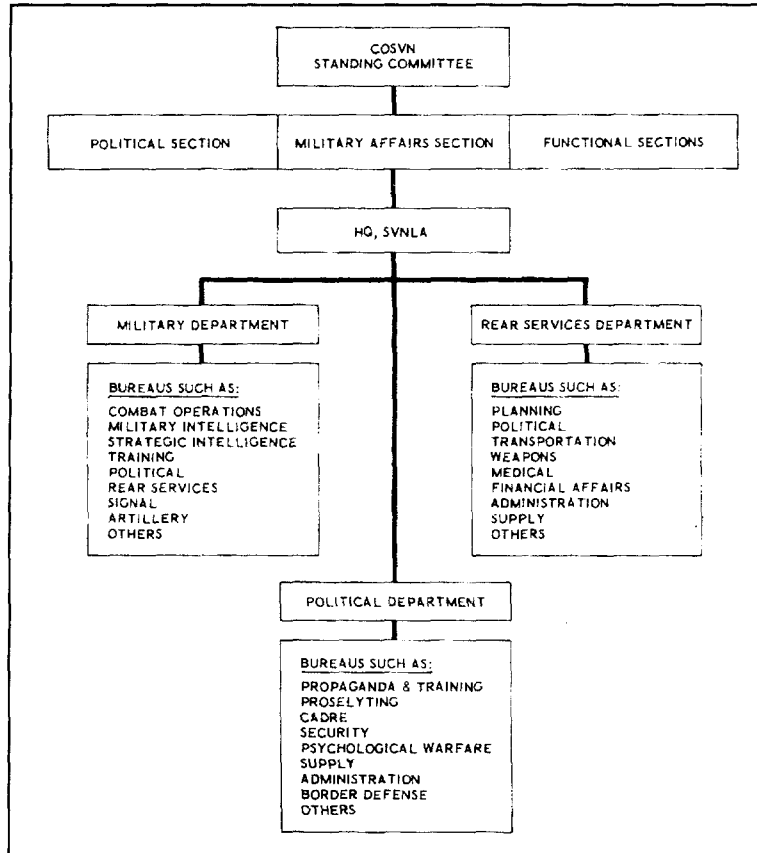 COSVN
STANDING COMMITTEE
POLITICAL SECTION
MILITARY AFFAIRS SECTION
FUNCTIONAL SECTIONS
HQ, SVNLA
MILITARY DEPARTMENT
BUREAUS SUCH AS:
COMBAT OPERATIONS
MILITARY INTELLIGENCE
STRATEGIC INTELLIGENCE
TRAINING
POLITICAL
REAR SERVICES
SIGNAL
ARTILLERY
OTHERS
REAR SERVICES DEPARTMENT
BUREAUS SUCH AS:
PLANNING
POLITICAL
TRANSPORTATION
WEAPONS
MEDICAL
FINANCIAL AFFAIRS
ADMINISTRATION
SUPPLY
OTHERS
POLITICAL DEPARTMENT
BUREAUS SUCH AS:
PROPAGANDA & TRAINING
PROSELYTING
CADRE
SECURITY
PSYCHOLOGICAL WARFARE
SUPPLY
ADMINISTRATION
BORDER DEFENSE
OTHERS